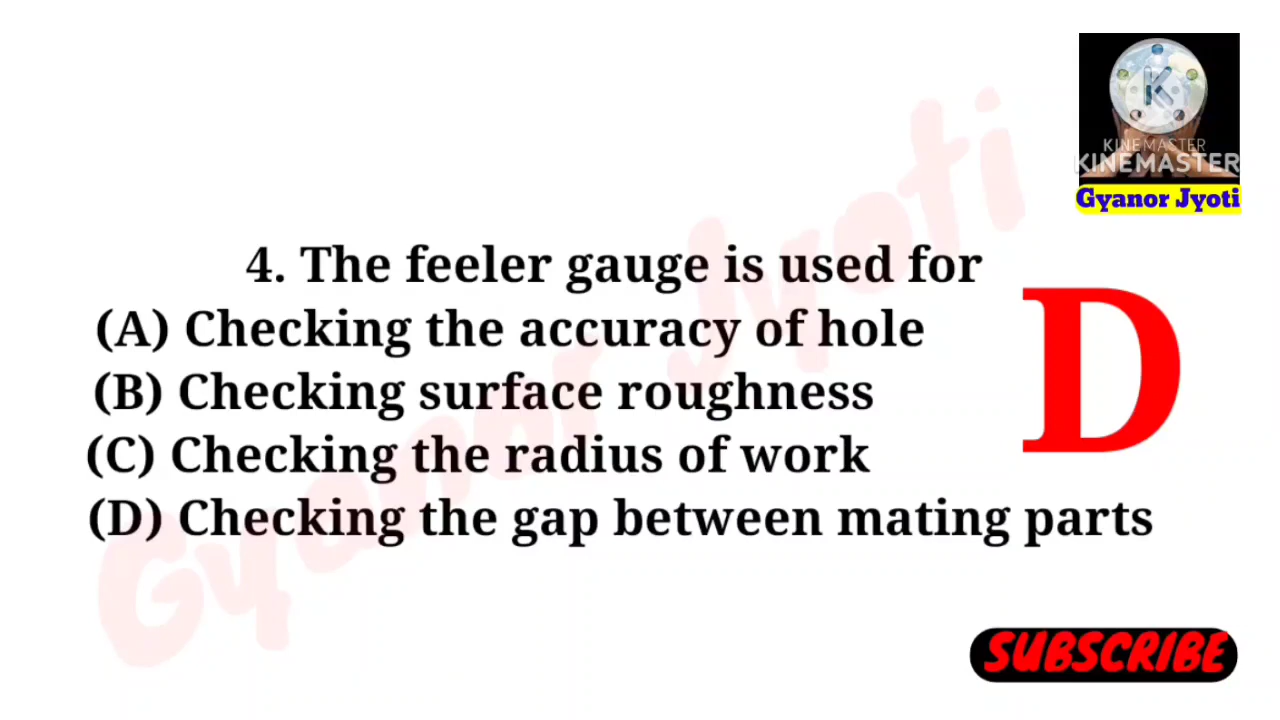 KINEMASTER
KINEMASTER
Gyanor Jyoti
4. The feeler gauge is used for
(A) Checking the accuracy of hole
(B) Checking surface roughness
(C) Checking the radius of work
(D) Checking the gap between mating parts
D
Gyanor Jyoti
SUBSCRIBE